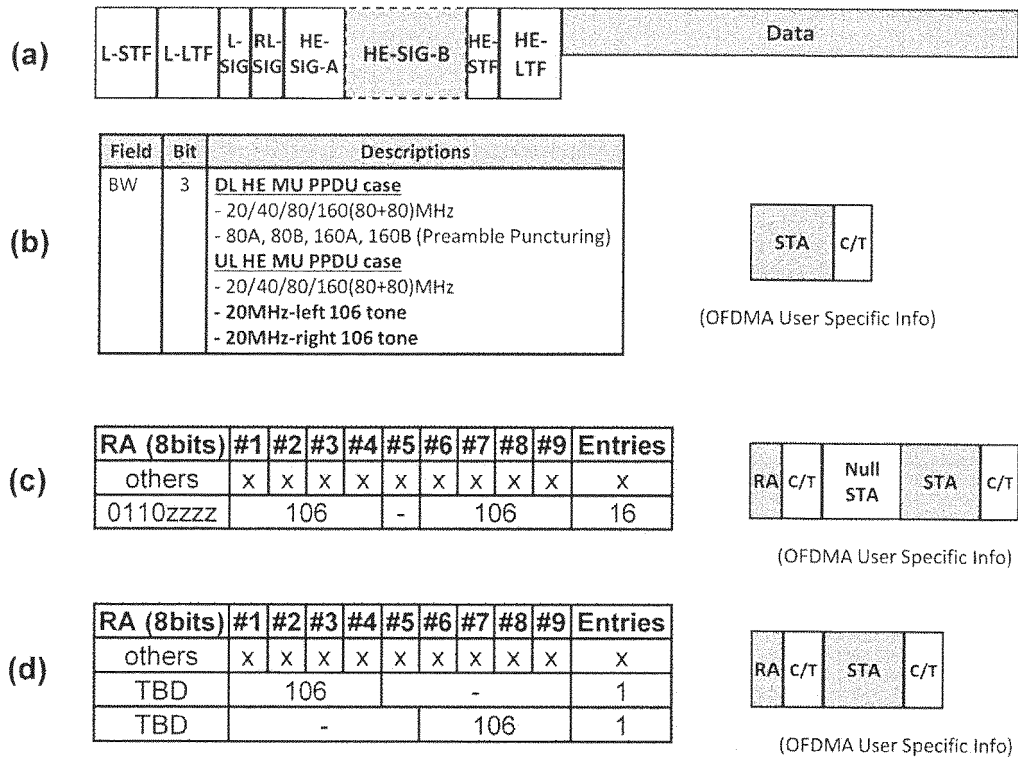 (a)
L-STF L-LTF L-SIG RL-SIG HE-SIG-A HE-SIG-B HE-STF HE-LTF Data
(b)
Field Bit Descriptions
BW 3 DL HE MU PPDU case
- 20/40/80/160(80+80)MHz
- 80A, 80B, 160A, 160B (Preamble Puncturing)
UL HE MU PPDU case
- 20/40/80/160(80+80)MHz
- 20MHz-left 106 tone
- 20MHz-right 106 tone
STA C/T
(OFDMA User Specific Info)
(c)
RA (8bits) #1 #2 #3 #4 #5 #6 #7 #8 #9 Entries
others x x x x x x x x x x
0110zzzz 106 - 106 16
RA C/T Null STA STA C/T
(OFDMA User Specific Info)
(d)
RA (8bits) #1 #2 #3 #4 #5 #6 #7 #8 #9 Entries
others x x x x x x x x x x
TBD 106 - 1
TBD - 106 1
RA C/T STA C/T
(OFDMA User Specific Info)